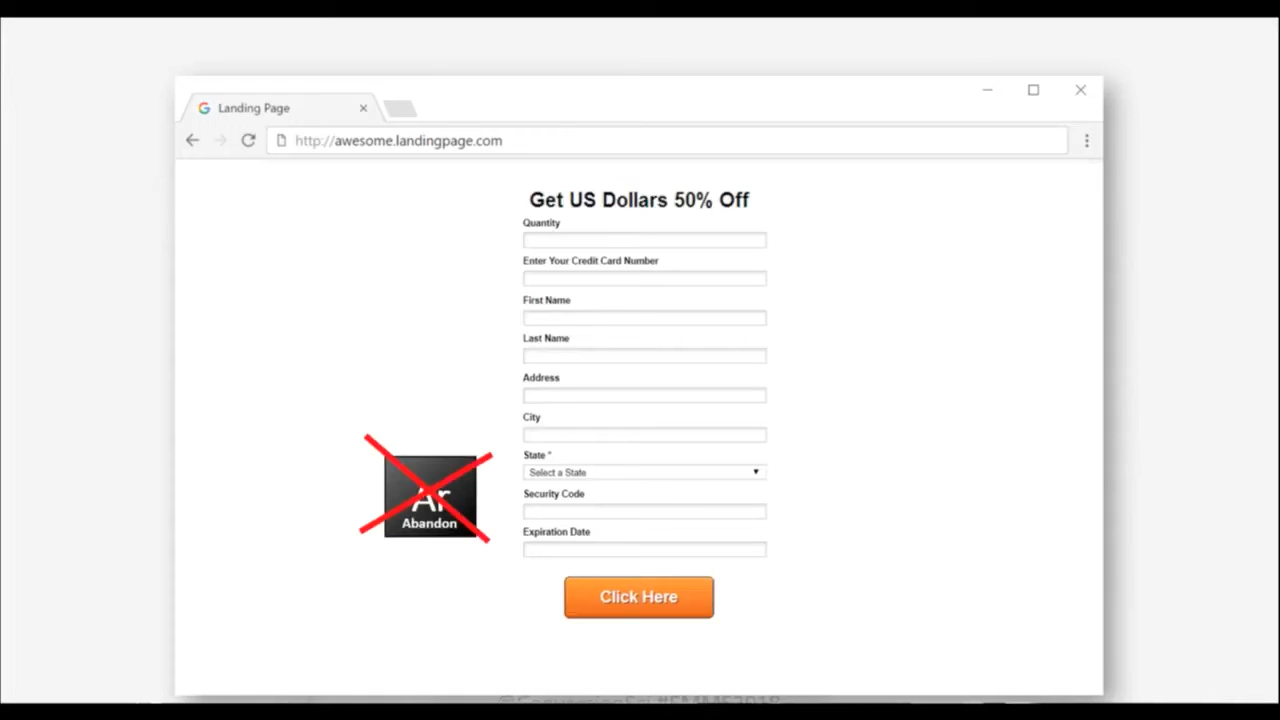 Landing Page
http://awesome.landingpage.com
Get US Dollars 50% Off
Quantity
Enter Your Credit Card Number
First Name
Last Name
Address
City
State *
Select a State
Security Code
Expiration Date
Ar
Abandon
Click Here